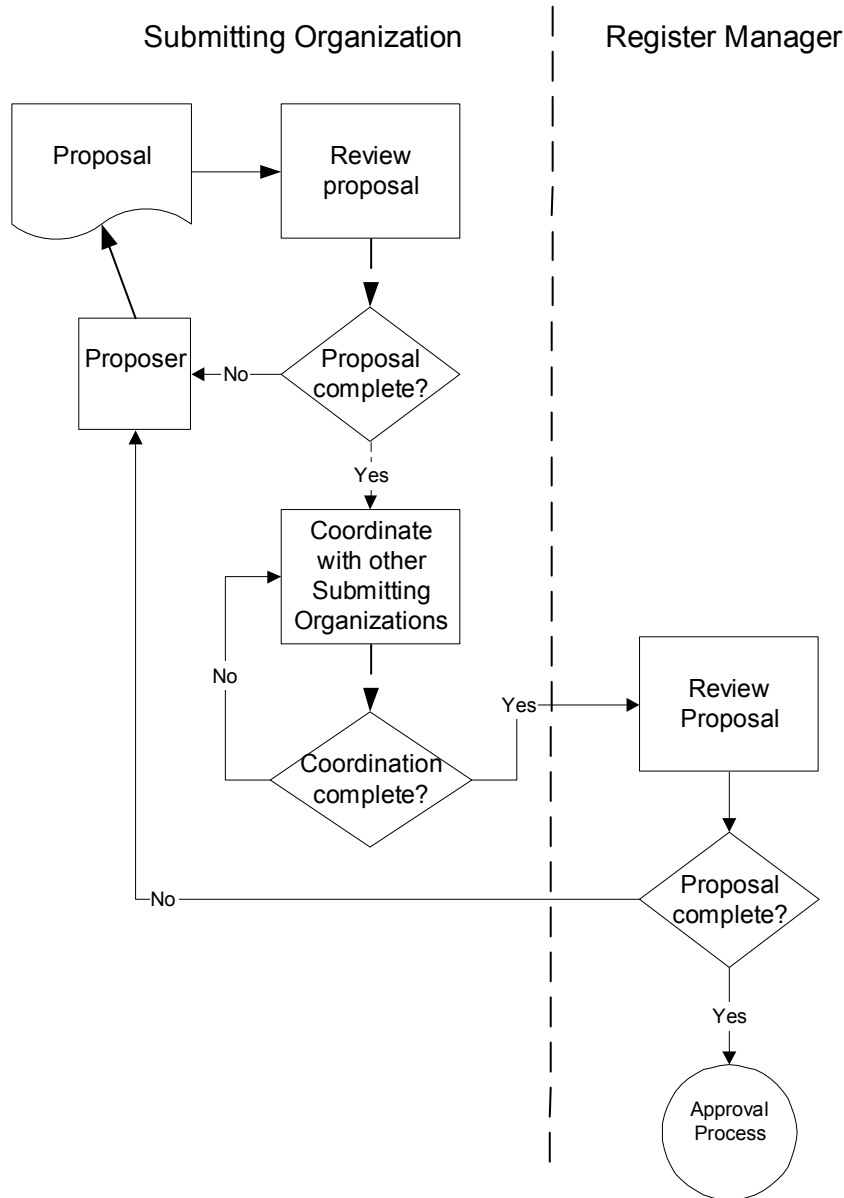 Submitting Organization
Register Manager
Proposal
Review
proposal
Proposer
No
Proposal
complete?
Yes
Coordinate
with other
Submitting
Organizations
No
Yes
Review
Proposal
Coordination
complete?
No
Proposal
complete?
Yes
Approval
Process